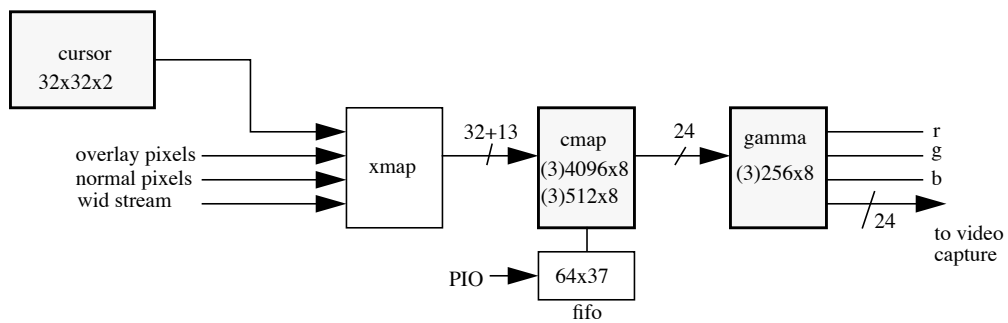 cursor
32x32x2
overlay pixels
normal pixels
wid stream
xmap
32+13
cmap
(3)4096x8
(3)512x8
24
gamma
(3)256x8
r
g
b
24
to video
capture
PIO
64x37
fifo